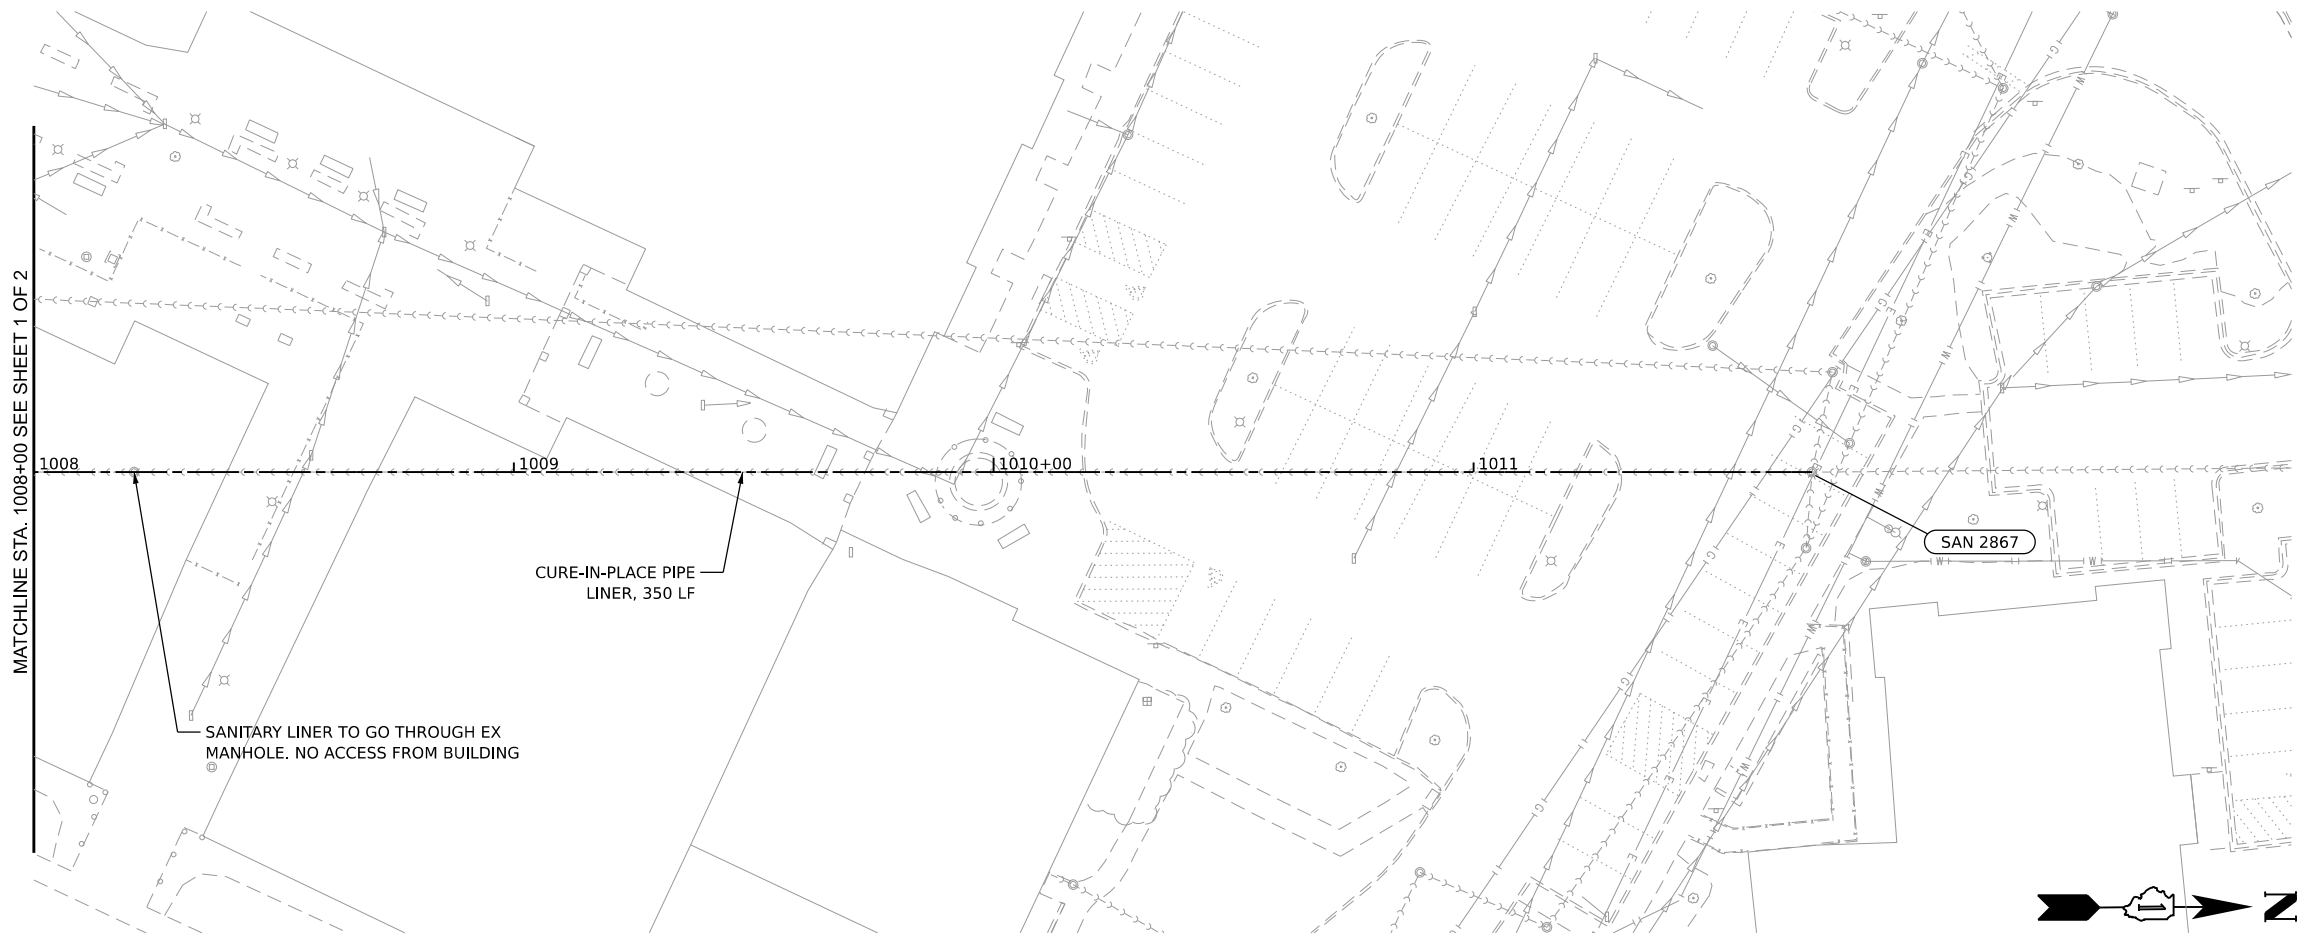 MATCHLINE STA. 1008+00 SEE SHEET 1 OF 2
1008
1009
1010+00
1011
CURE-IN-PLACE PIPE
LINER, 350 LF
SAN 2867
SANITARY LINER TO GO THROUGH EX
MANHOLE. NO ACCESS FROM BUILDING
1
N